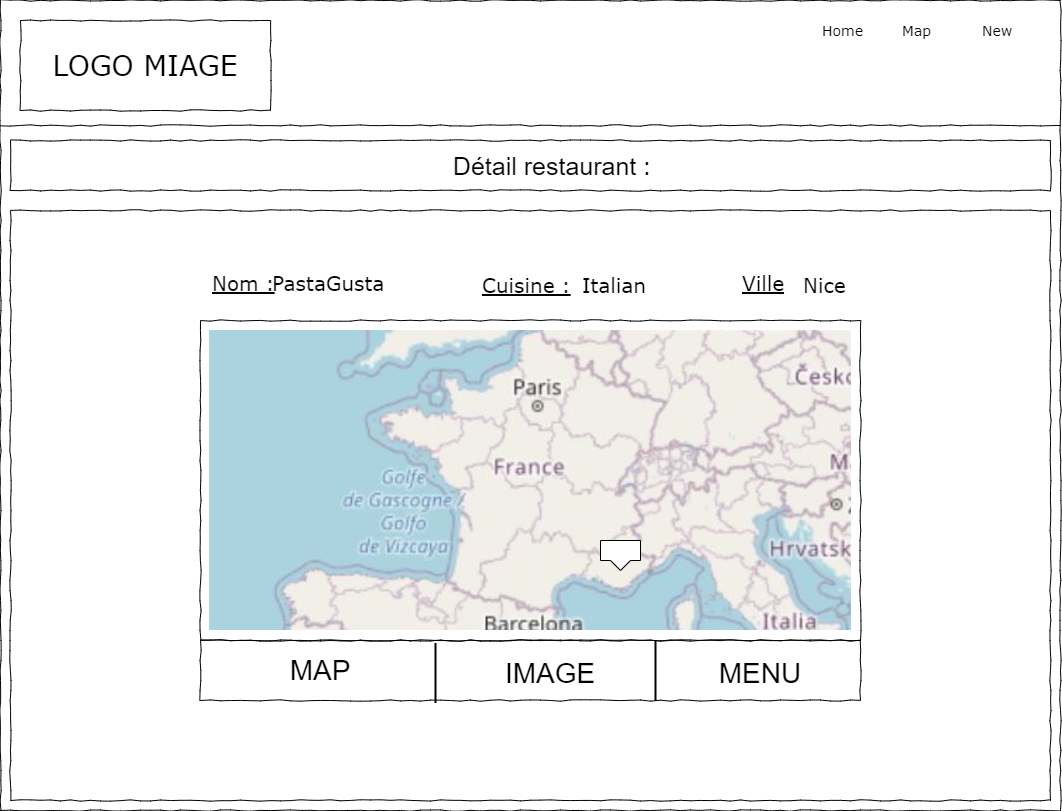 LOGO MIAGE
Home Map New
Détail restaurant :
Nom :PastaGusta Cuisine : Italian Ville Nice
Česko
Paris
France
Golfe
de Gascogne /
Golfo
de Vizcaya
Hrvatsk
Barcelona
Italia
MAP IMAGE MENU